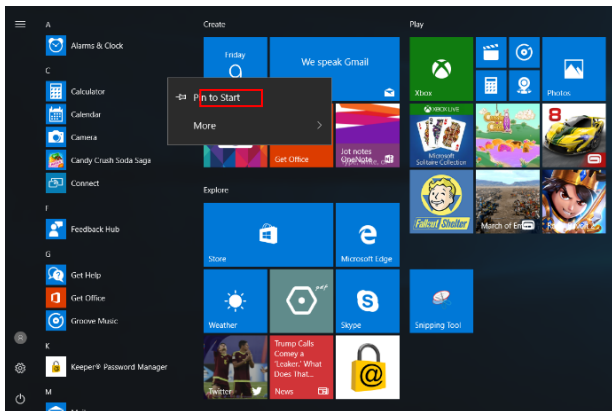 A
Alarms & Clock
C
Calculator
Calendar
Camera
Candy Crush Soda Saga
Connect
F
Feedback Hub
G
Get Help
Get Office
Groove Music
K
Keeper® Password Manager
M
Pin to Start
More
Create
Friday
We speak Gmail
Get Office
Jot notes
OneNote
Explore
Store
Microsoft Edge
Weather
Skype
Twitter
Trump Calls
Comey a
'Leaker.' What
Does That...
News
Play
Xbox
Photos
XBOX LIVE
Microsoft
Solitaire Collection
8
Fallout Shelter
March of Em
Snipping Tool